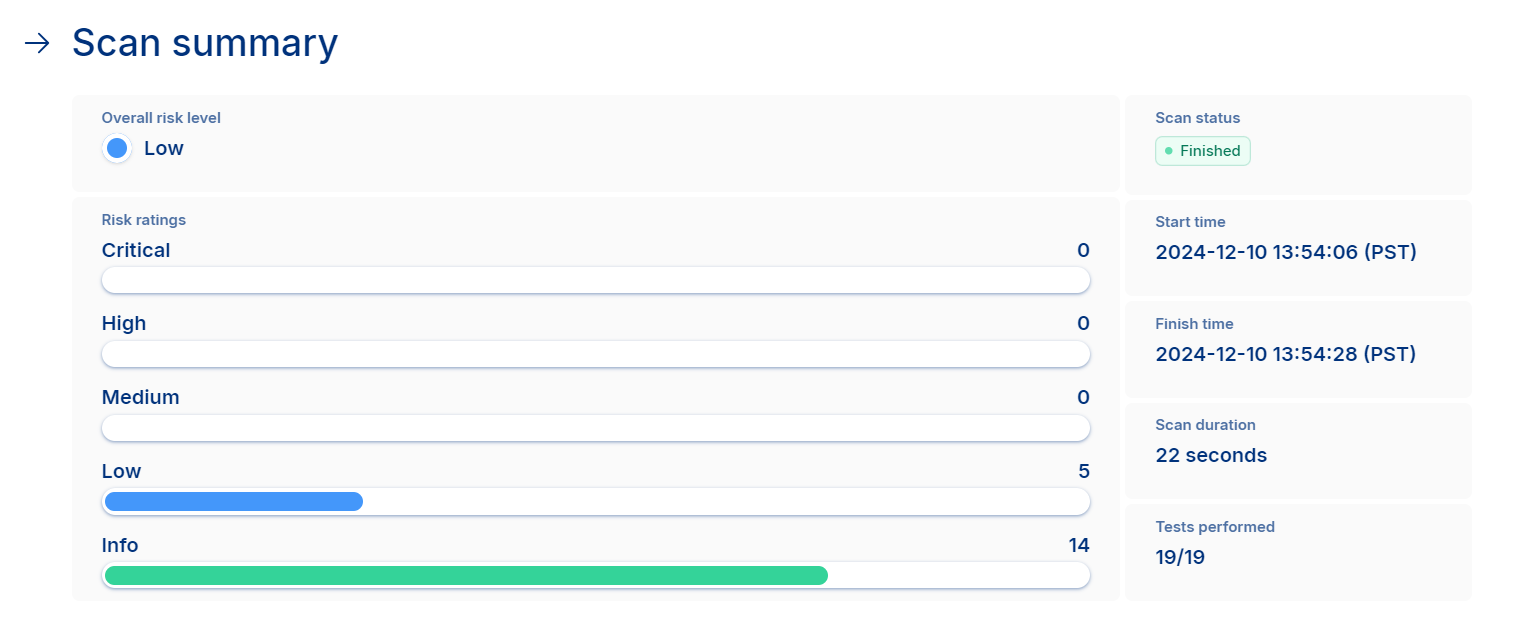 Scan summary
Overall risk level
Low
Risk ratings
Critical 0
High 0
Medium 0
Low 5
Info 14
Scan status
Finished
Start time
2024-12-10 13:54:06 (PST)
Finish time
2024-12-10 13:54:28 (PST)
Scan duration
22 seconds
Tests performed
19/19